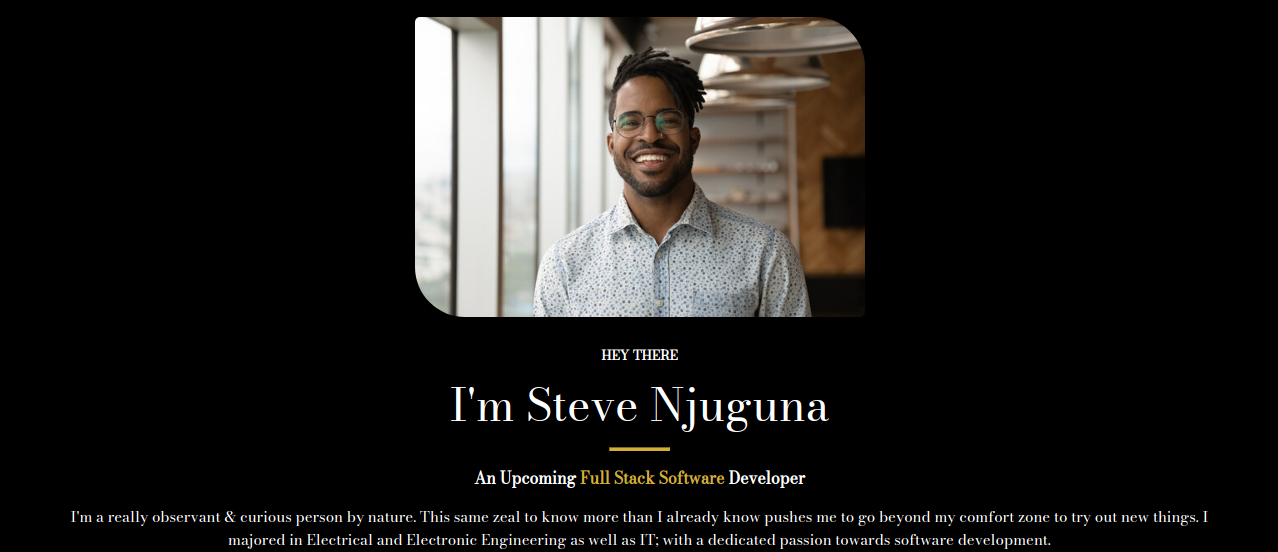 HEY THERE
I'm Steve Njuguna
An Upcoming Full Stack Software Developer
I'm a really observant & curious person by nature. This same zeal to know more than I already know pushes me to go beyond my comfort zone to try out new things. I
majored in Electrical and Electronic Engineering as well as IT; with a dedicated passion towards software development.